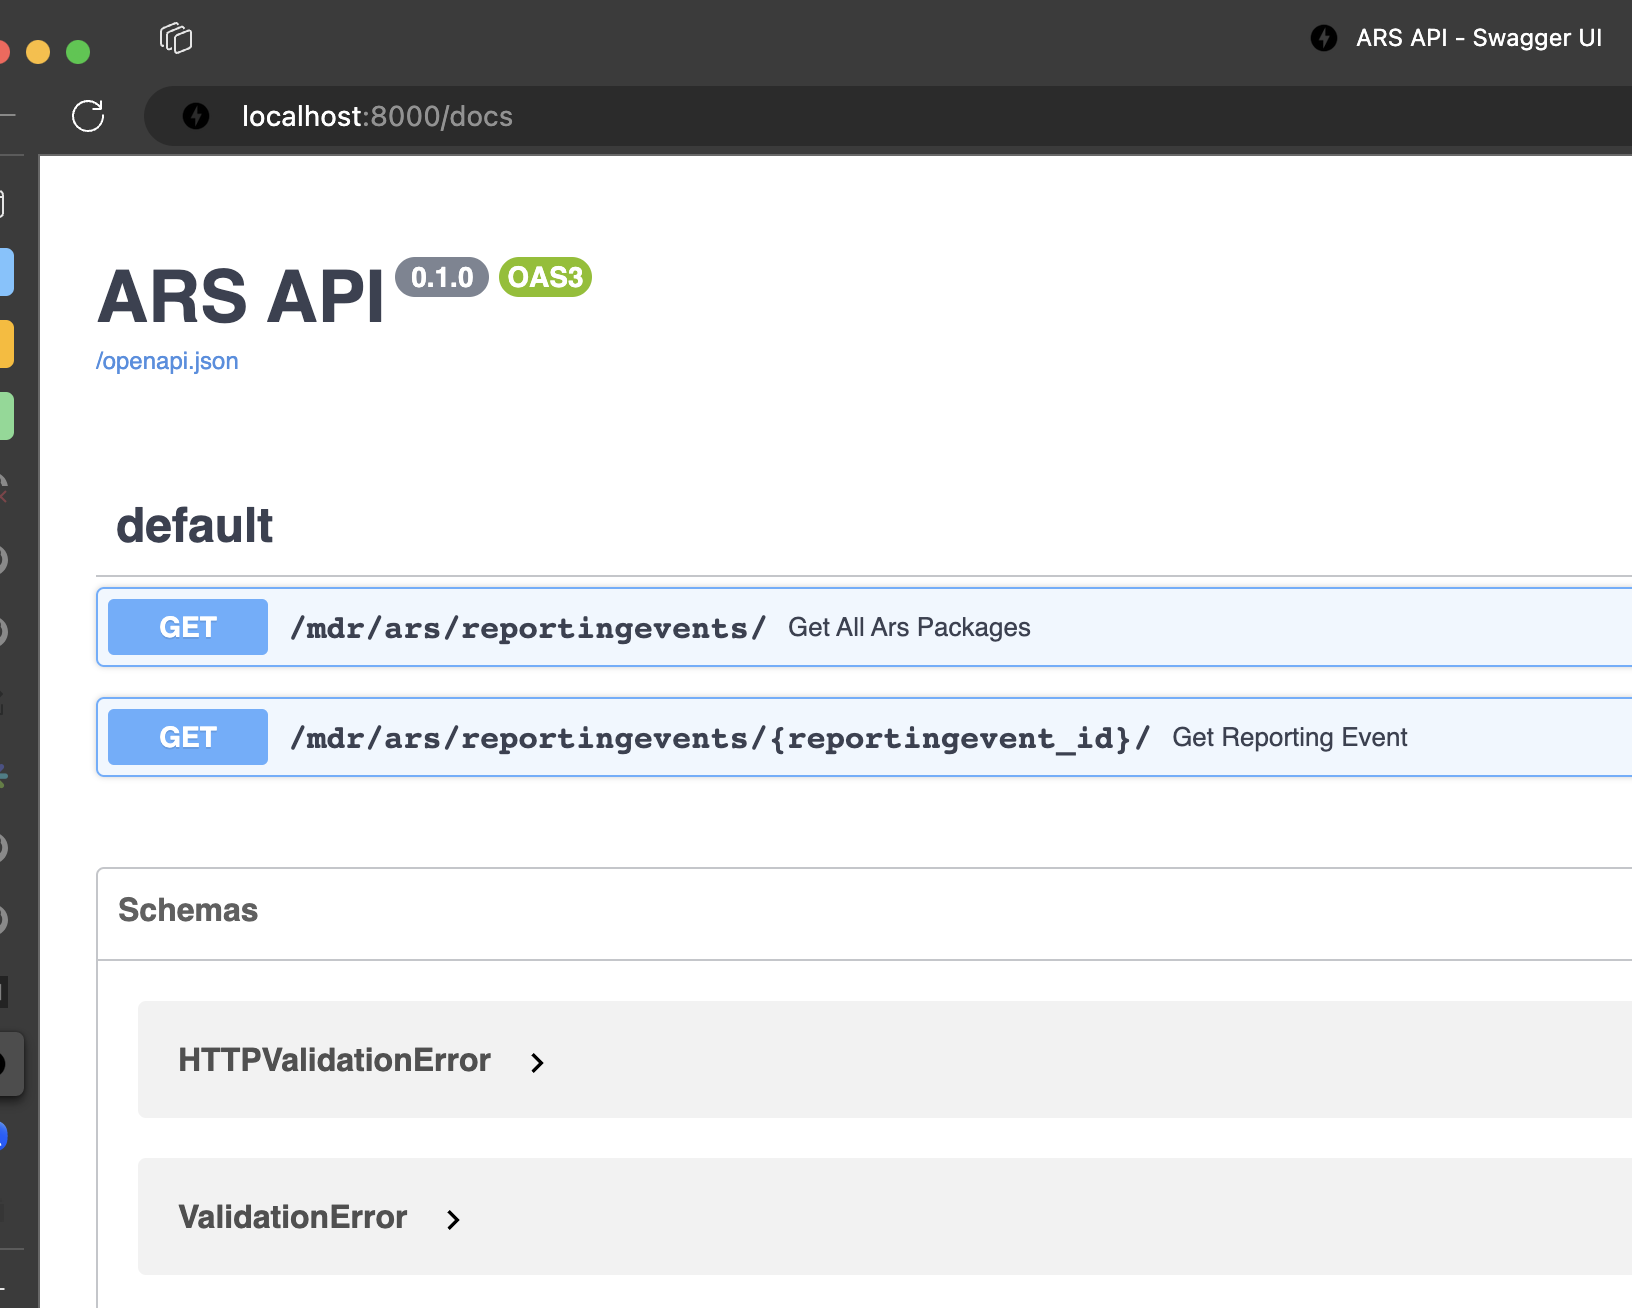 ARS API - Swagger UI
localhost:8000/docs
ARS API 0.1.0 OAS3
/openapi.json
default
GET /mdr/ars/reportingevents/ Get All Ars Packages
GET /mdr/ars/reportingevents/{reportingevent_id}/ Get Reporting Event
Schemas
HTTPValidationError
ValidationError